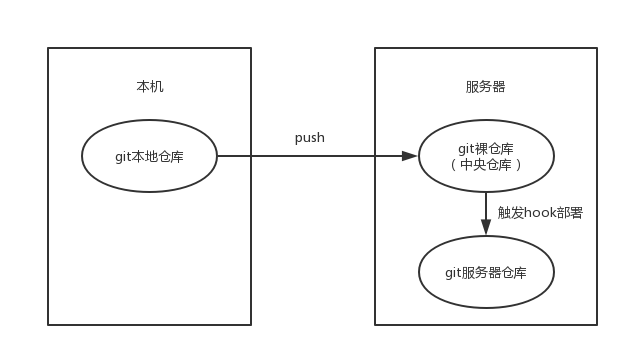 本机
服务器
git本地仓库
push
git裸仓库
（中央仓库）
触发hook部署
git服务器仓库